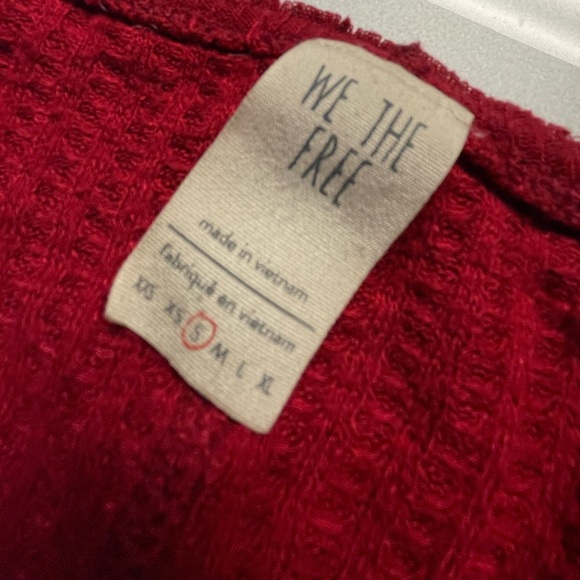 WE THE
FREE
made in vietnam
fabriqué en vietnam
XXS XS S M L XL